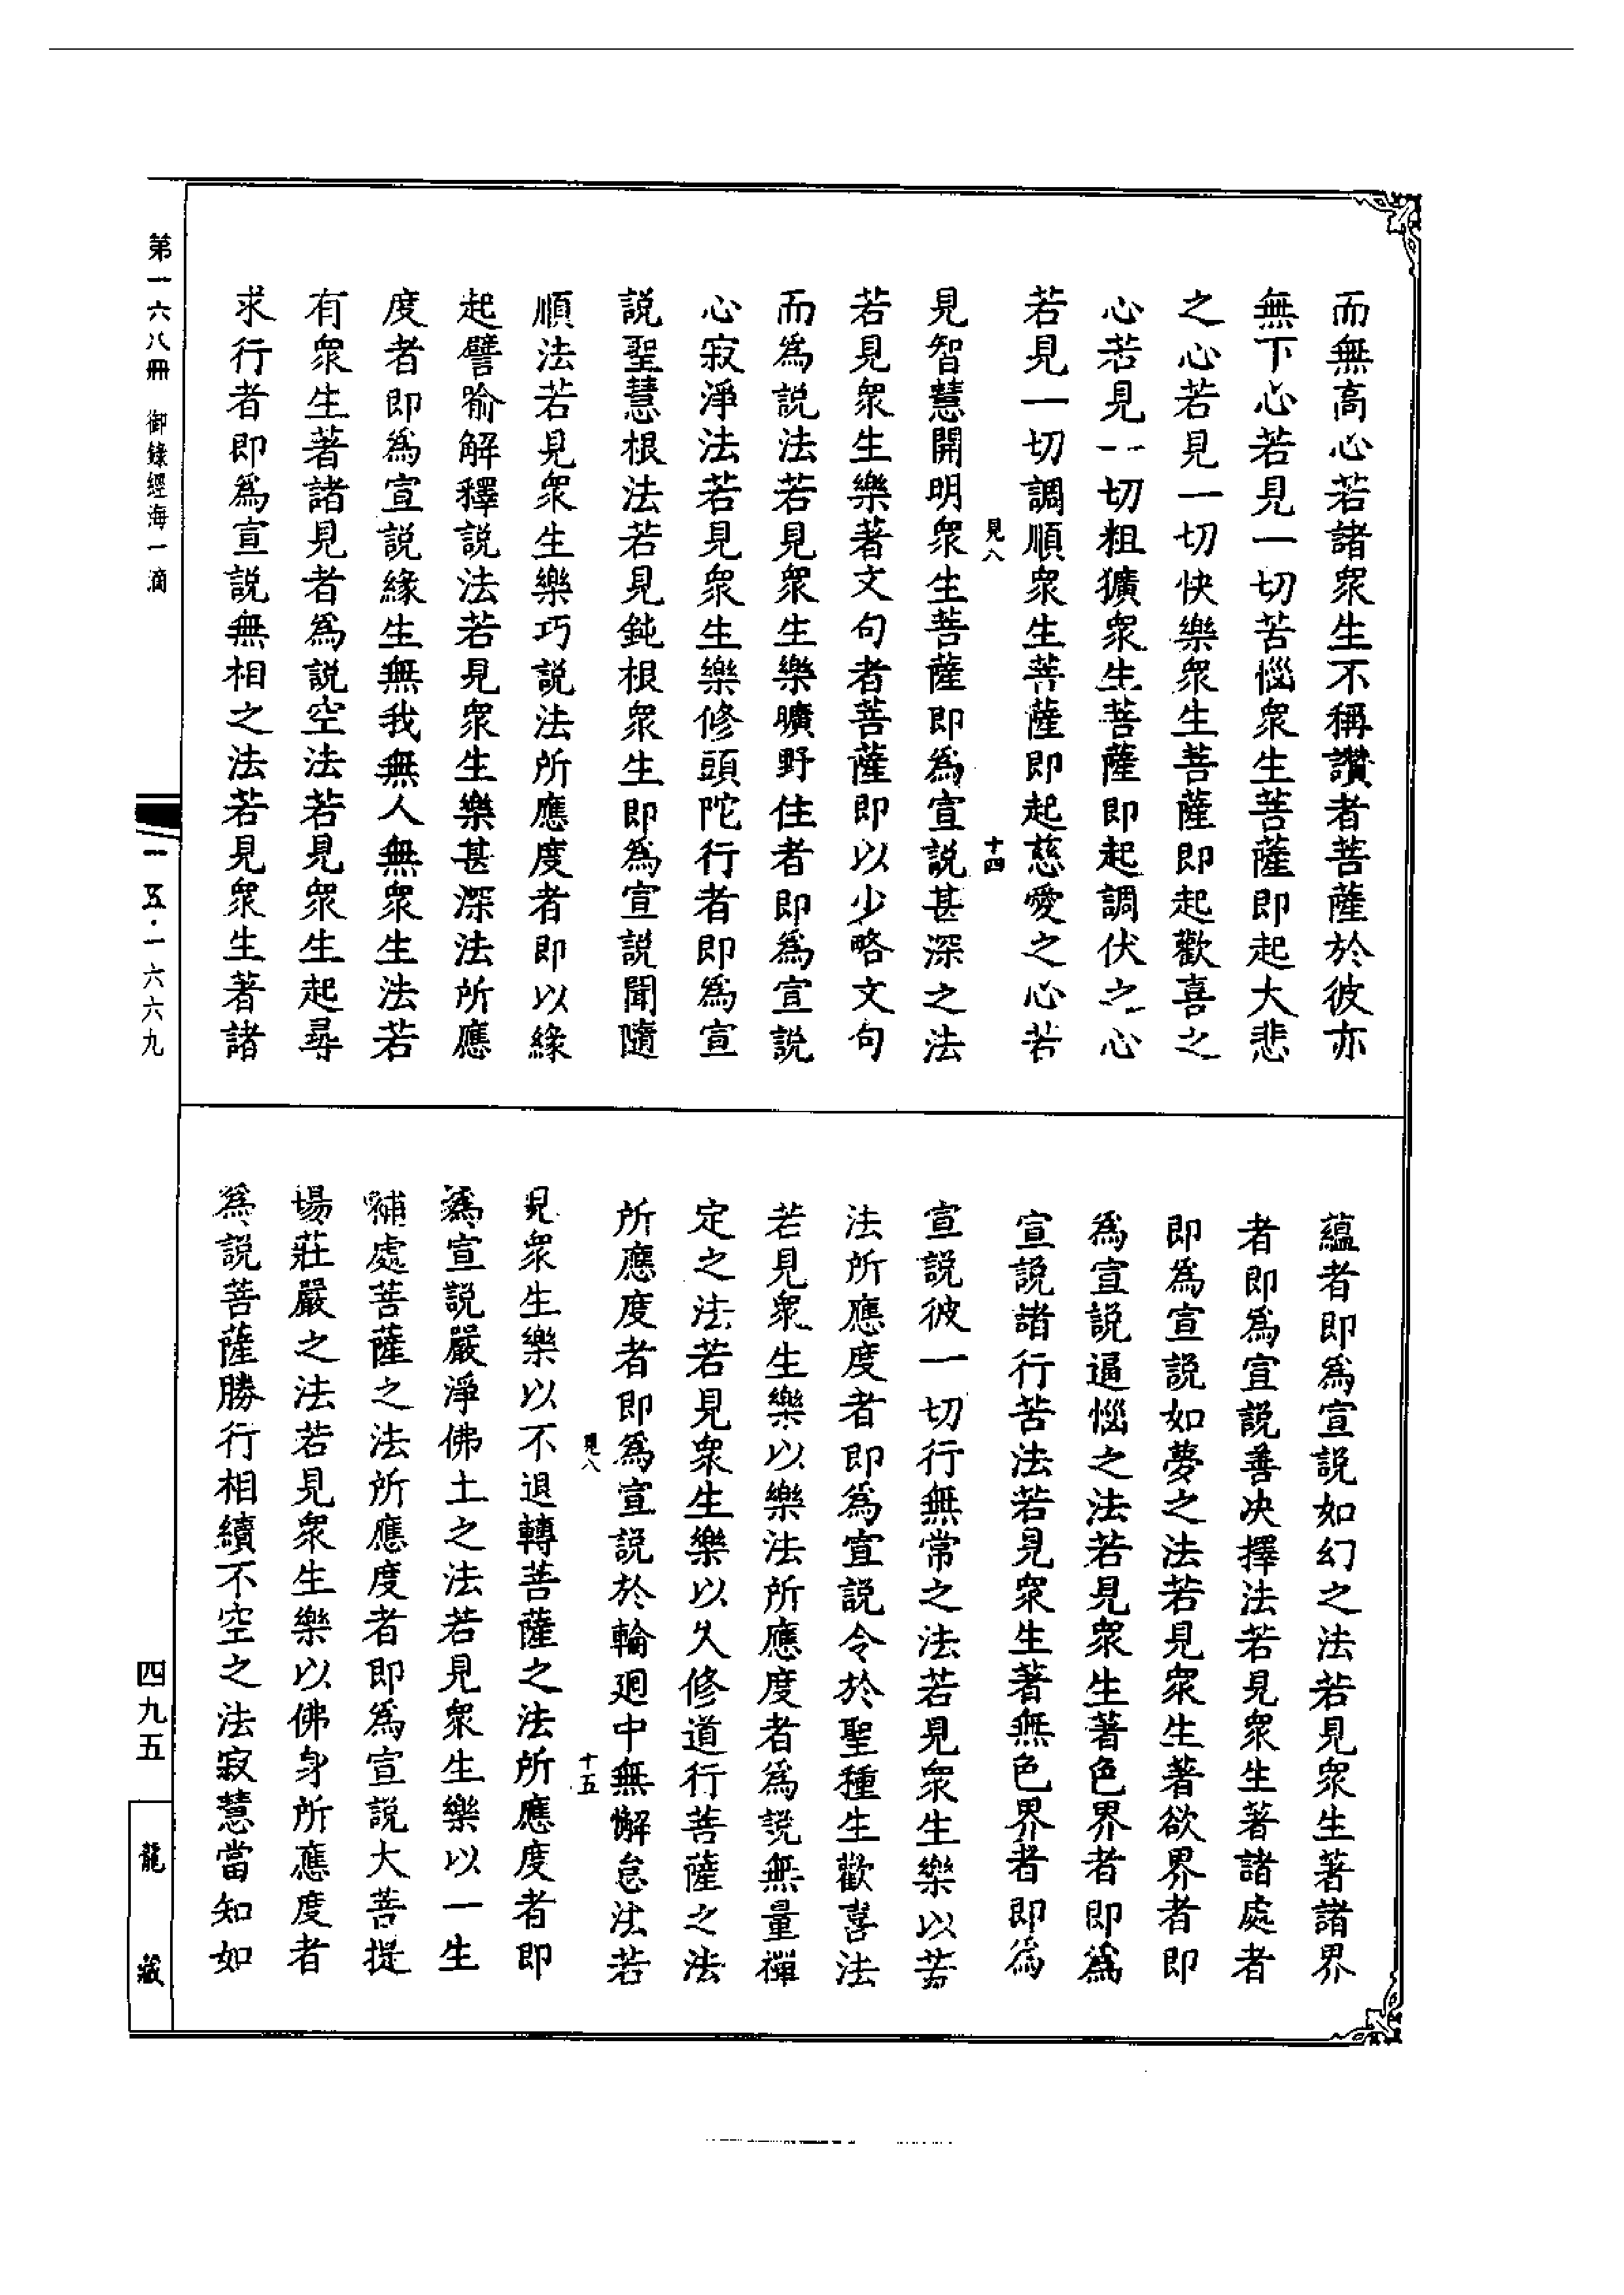 而無高心若諸衆生不稱讚者菩薩於彼亦
無下心若見一切苦惱衆生菩薩即起大悲
之心若見一切快樂衆生菩薩即起歡喜之
心若見一切粗獷衆生菩薩即起調伏之心
若見一切調順衆生菩薩即起慈愛之心若
見八 十四
見智慧開明衆生菩薩即爲宣説甚深之法
若見衆生樂著文句者菩薩即以少略文句
而爲説法若見衆生樂曠野住者即爲宣説
心寂淨法若見衆生樂修頭陀行者即爲宣
説聖慧根法若見鈍根衆生即爲宣説聞隨
順法若見衆生樂巧説法所應度者即以緣
起譬喻解釋説法若見衆生樂甚深法所應
度者即爲宣説緣生無我無人無衆生法若
有衆生著諸見者爲説空法若見衆生起尋
求行者即爲宣説無相之法若見衆生著諸
蘊者即爲宣説如幻之法若見衆生著諸界
者即爲宣説善决擇法若見衆生著諸處者
即爲宣説如夢之法若見衆生著欲界者即
爲宣説逼惱之法若見衆生著色界者即爲
宣説諸行苦法若見衆生著無色界者即爲
宣説彼一切行無常之法若見衆生樂以苦
法所應度者即爲宣説令於聖種生歡喜法
若見衆生樂以樂法所應度者爲説無量禪
定之法若見衆生樂以久修道行菩薩之法
所應度者即爲宣説於輪迴中無懈怠法若
見八 十五
見衆生樂以不退轉菩薩之法所應度者即
爲宣説嚴淨佛土之法若見衆生樂以一生
補處菩薩之法所應度者即爲宣説大菩提
場莊嚴之法若見衆生樂以佛身所應度者
爲説菩薩勝行相續不空之法寂慧當知如
第一六八冊 御錄經海一滴
一五·一六六九
四九五
龍藏